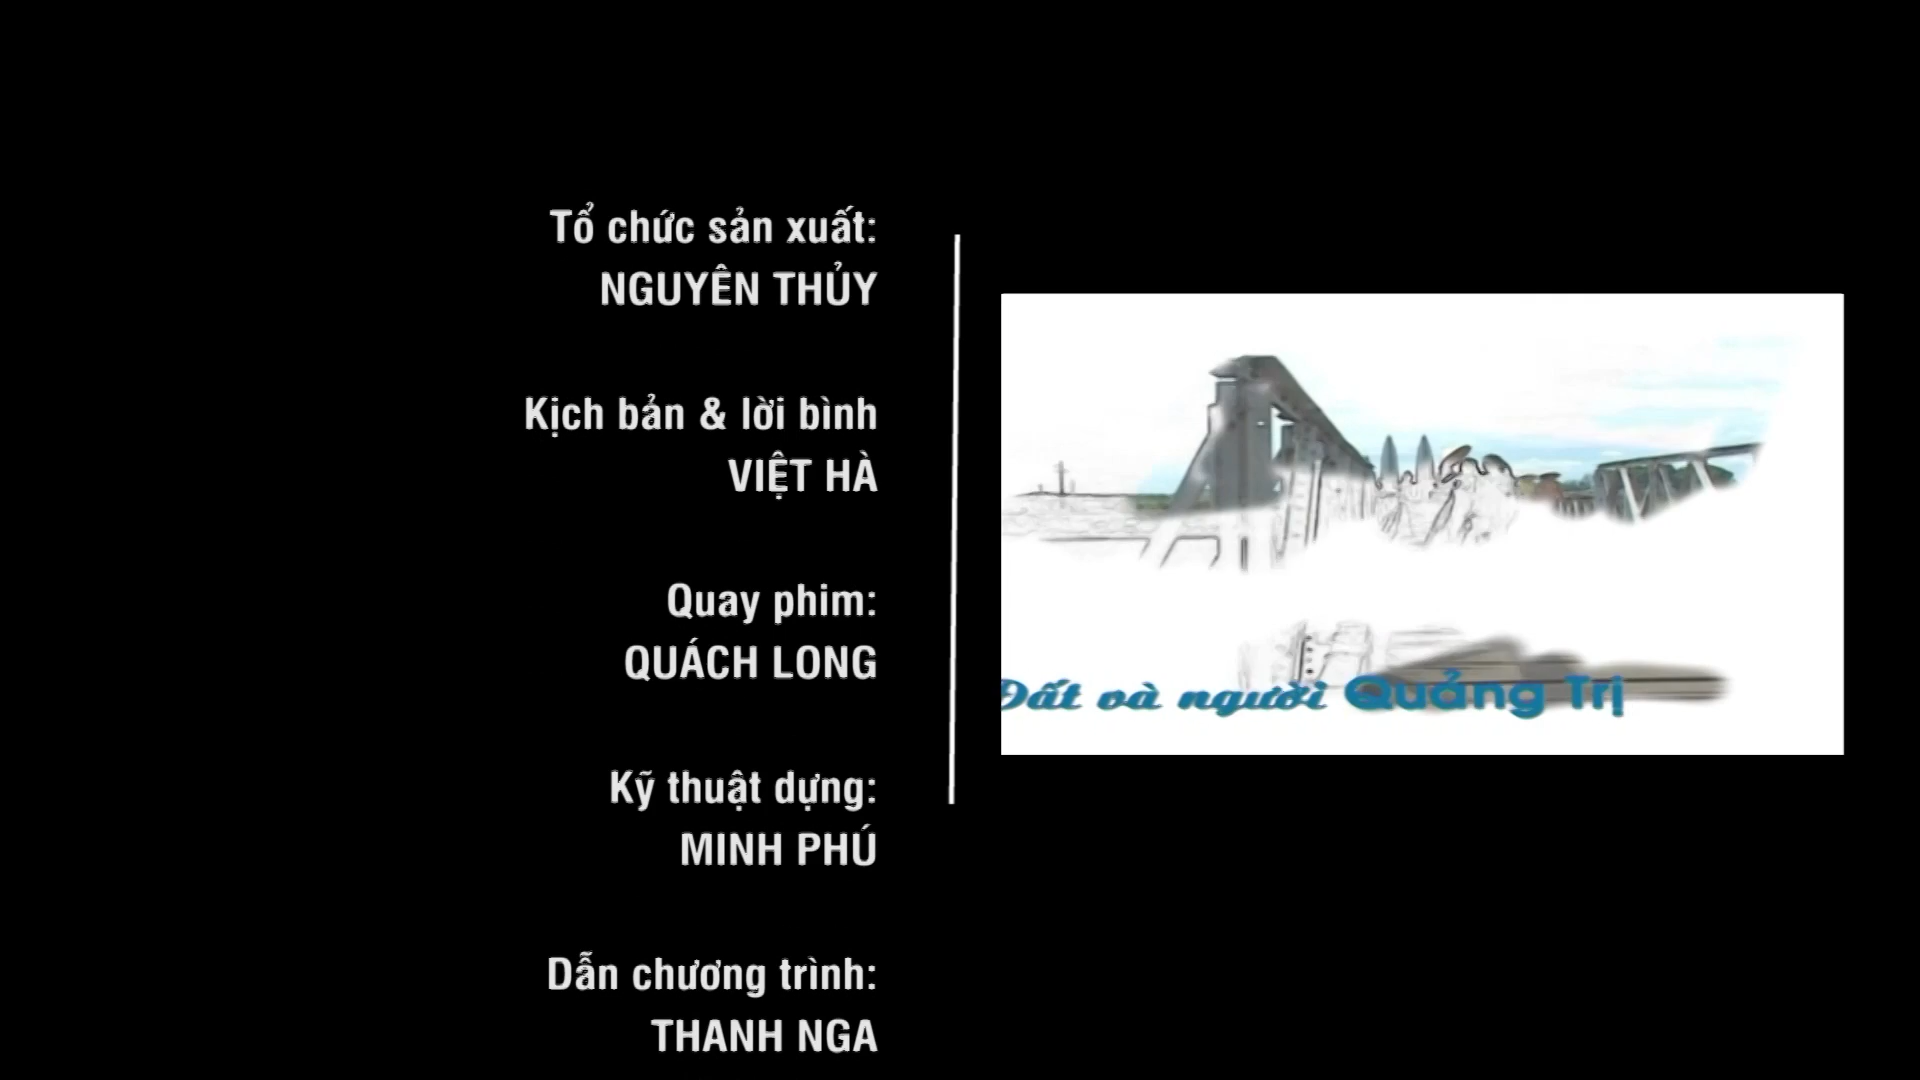 Tổ chức sản xuất:
NGUYÊN THỦY
Kịch bản & lời bình
VIỆT HÀ
Quay phim:
QUÁCH LONG
Kỹ thuật dựng:
MINH PHÚ
Dẫn chương trình:
THANH NGA
Đất và người Quảng Trị